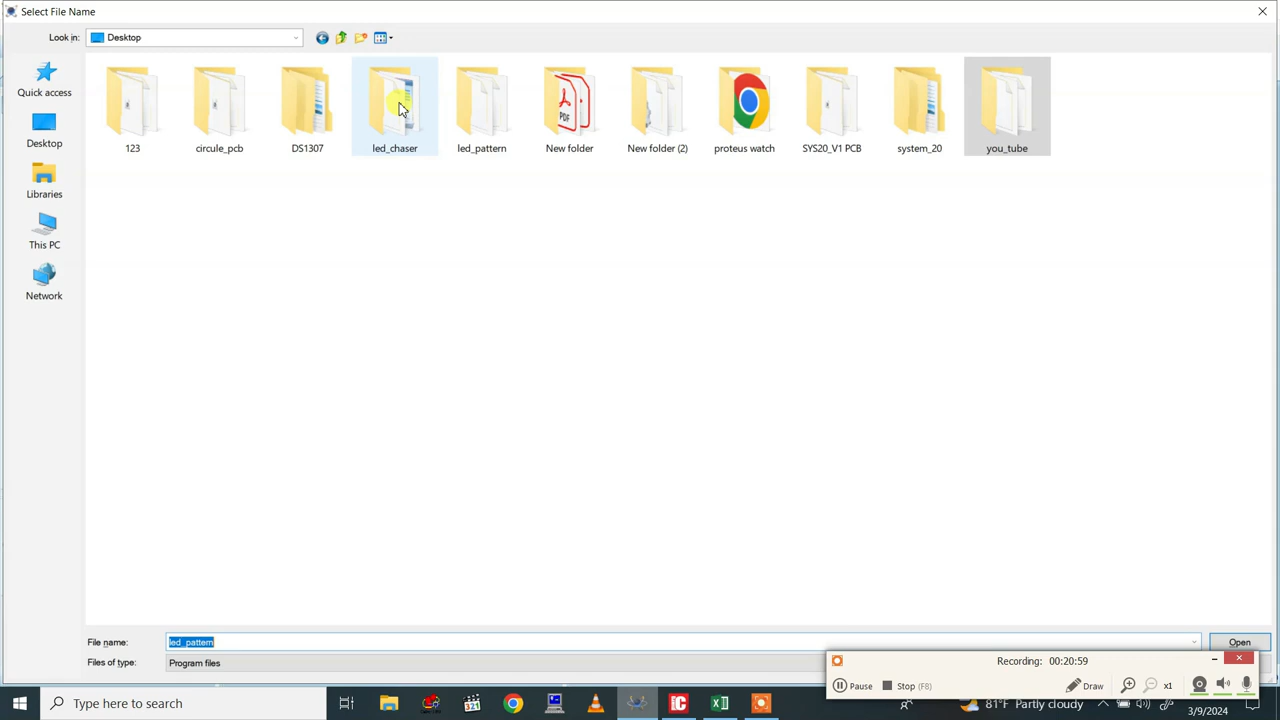 Select File Name
Look in: Desktop
Quick access
Desktop
Libraries
This PC
Network
123
circule_pcb
DS1307
led_chaser
led_pattern
PDF
New folder
New folder (2)
proteus watch
SYS20_V1 PCB
system_20
you_tube
File name: led_pattern
Open
Files of type: Program files
Recording: 00:20:59
Pause
Stop (F8)
Draw
x1
Type here to search
321
IC
81°F Partly cloudy
3/9/2024